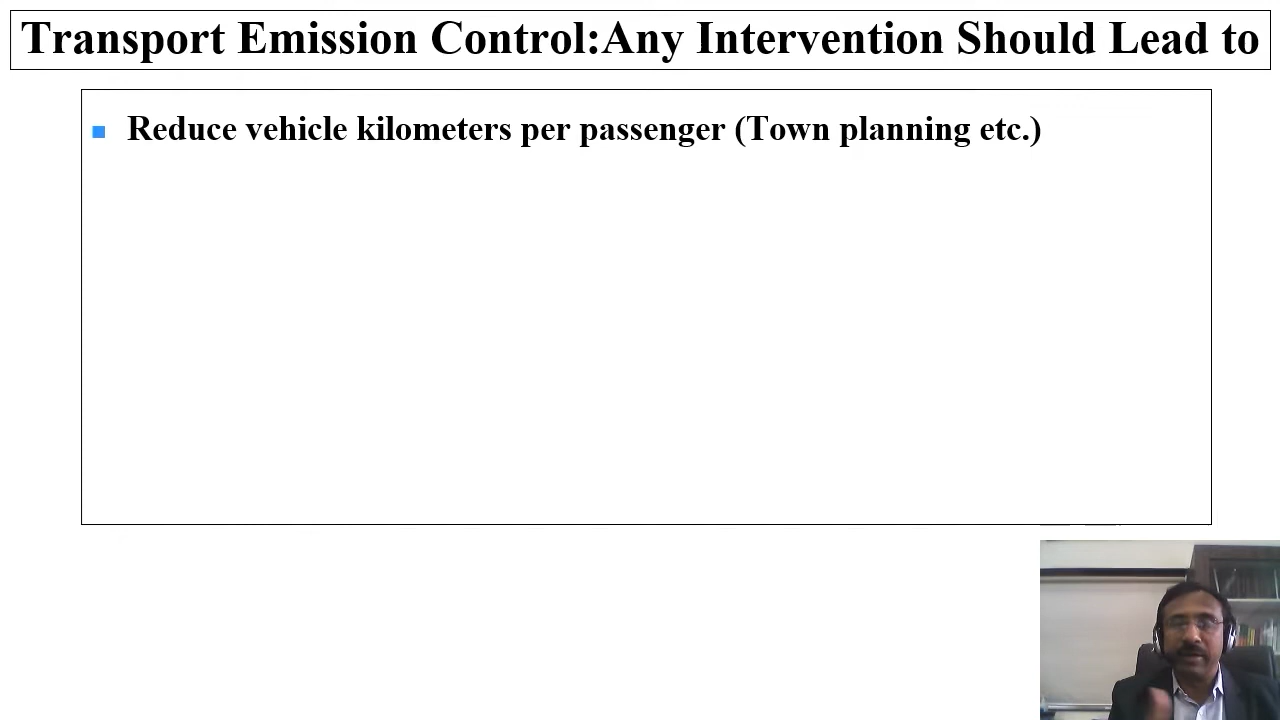 Transport Emission Control:Any Intervention Should Lead to
Reduce vehicle kilometers per passenger (Town planning etc.)